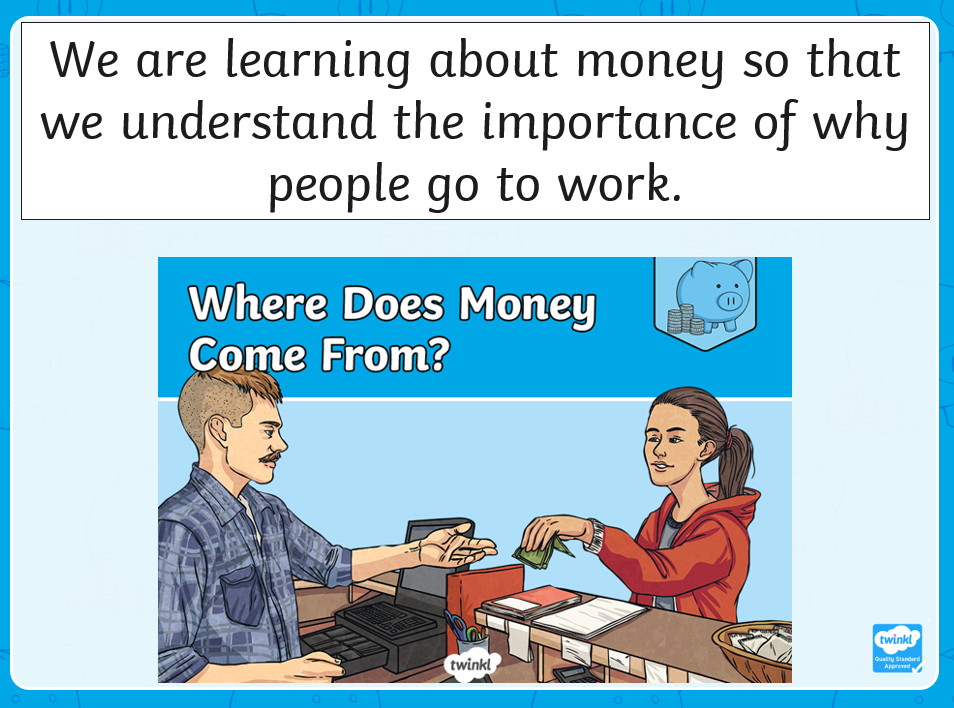 We are learning about money so that
we understand the importance of why
people go to work.
Where Does Money
Come From?
twinkl
twinkl
Quality Standard
Approved